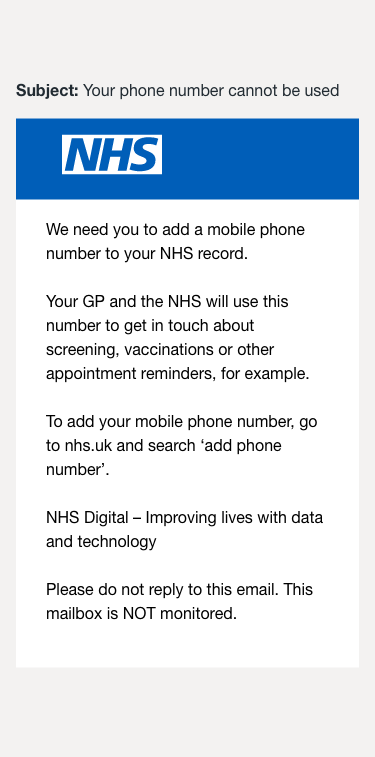 Subject: Your phone number cannot be used
NHS
We need you to add a mobile phone
number to your NHS record.
Your GP and the NHS will use this
number to get in touch about
screening, vaccinations or other
appointment reminders, for example.
To add your mobile phone number, go
to nhs.uk and search ‘add phone
number’.
NHS Digital – Improving lives with data
and technology
Please do not reply to this email. This
mailbox is NOT monitored.